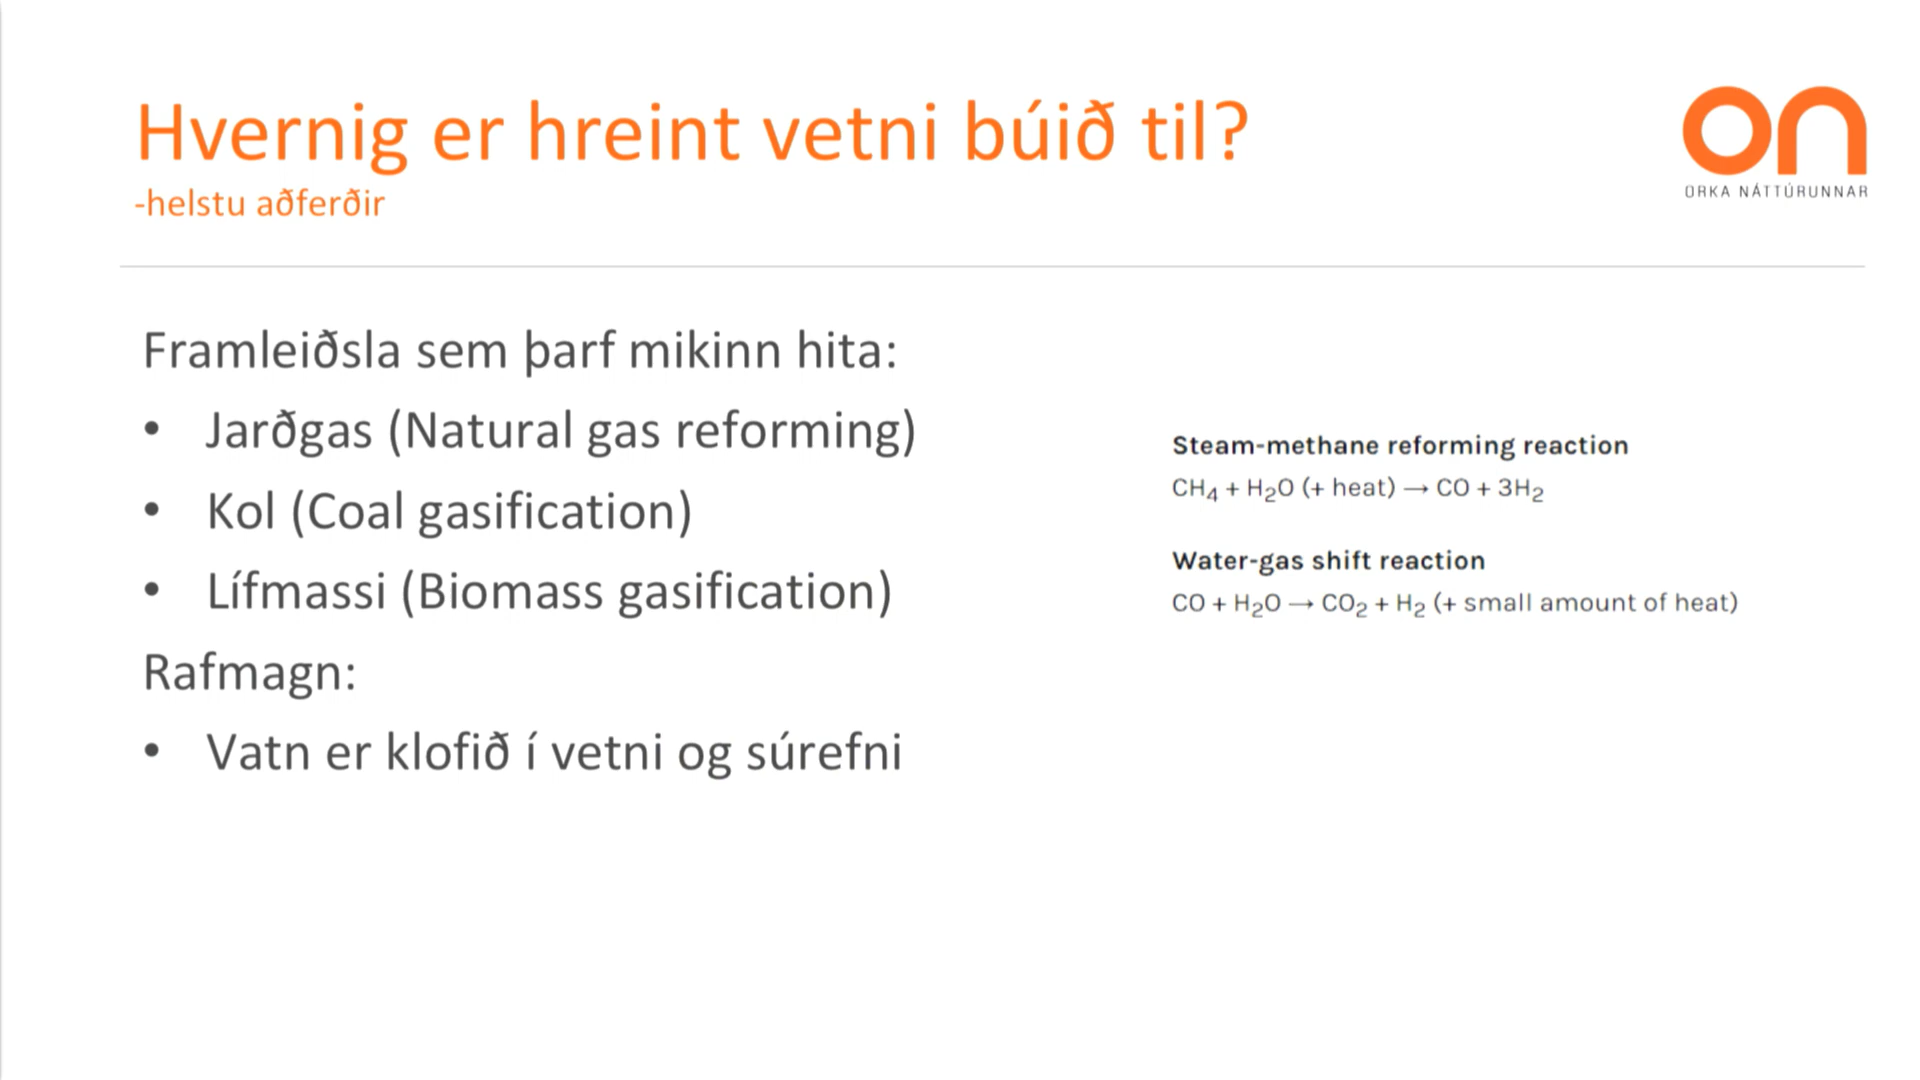 Hvernig er hreint vetni búið til?
-helstu aðferðir
on
ORKA NÁTTÚRUNNAR
Framleiðsla sem þarf mikinn hita:
• Jarðgas (Natural gas reforming)
• Kol (Coal gasification)
• Lífmassi (Biomass gasification)
Rafmagn:
• Vatn er klofið í vetni og súrefni
Steam-methane reforming reaction
CH₄ + H₂O (+ heat) → CO + 3H₂
Water-gas shift reaction
CO + H₂O → CO₂ + H₂ (+ small amount of heat)